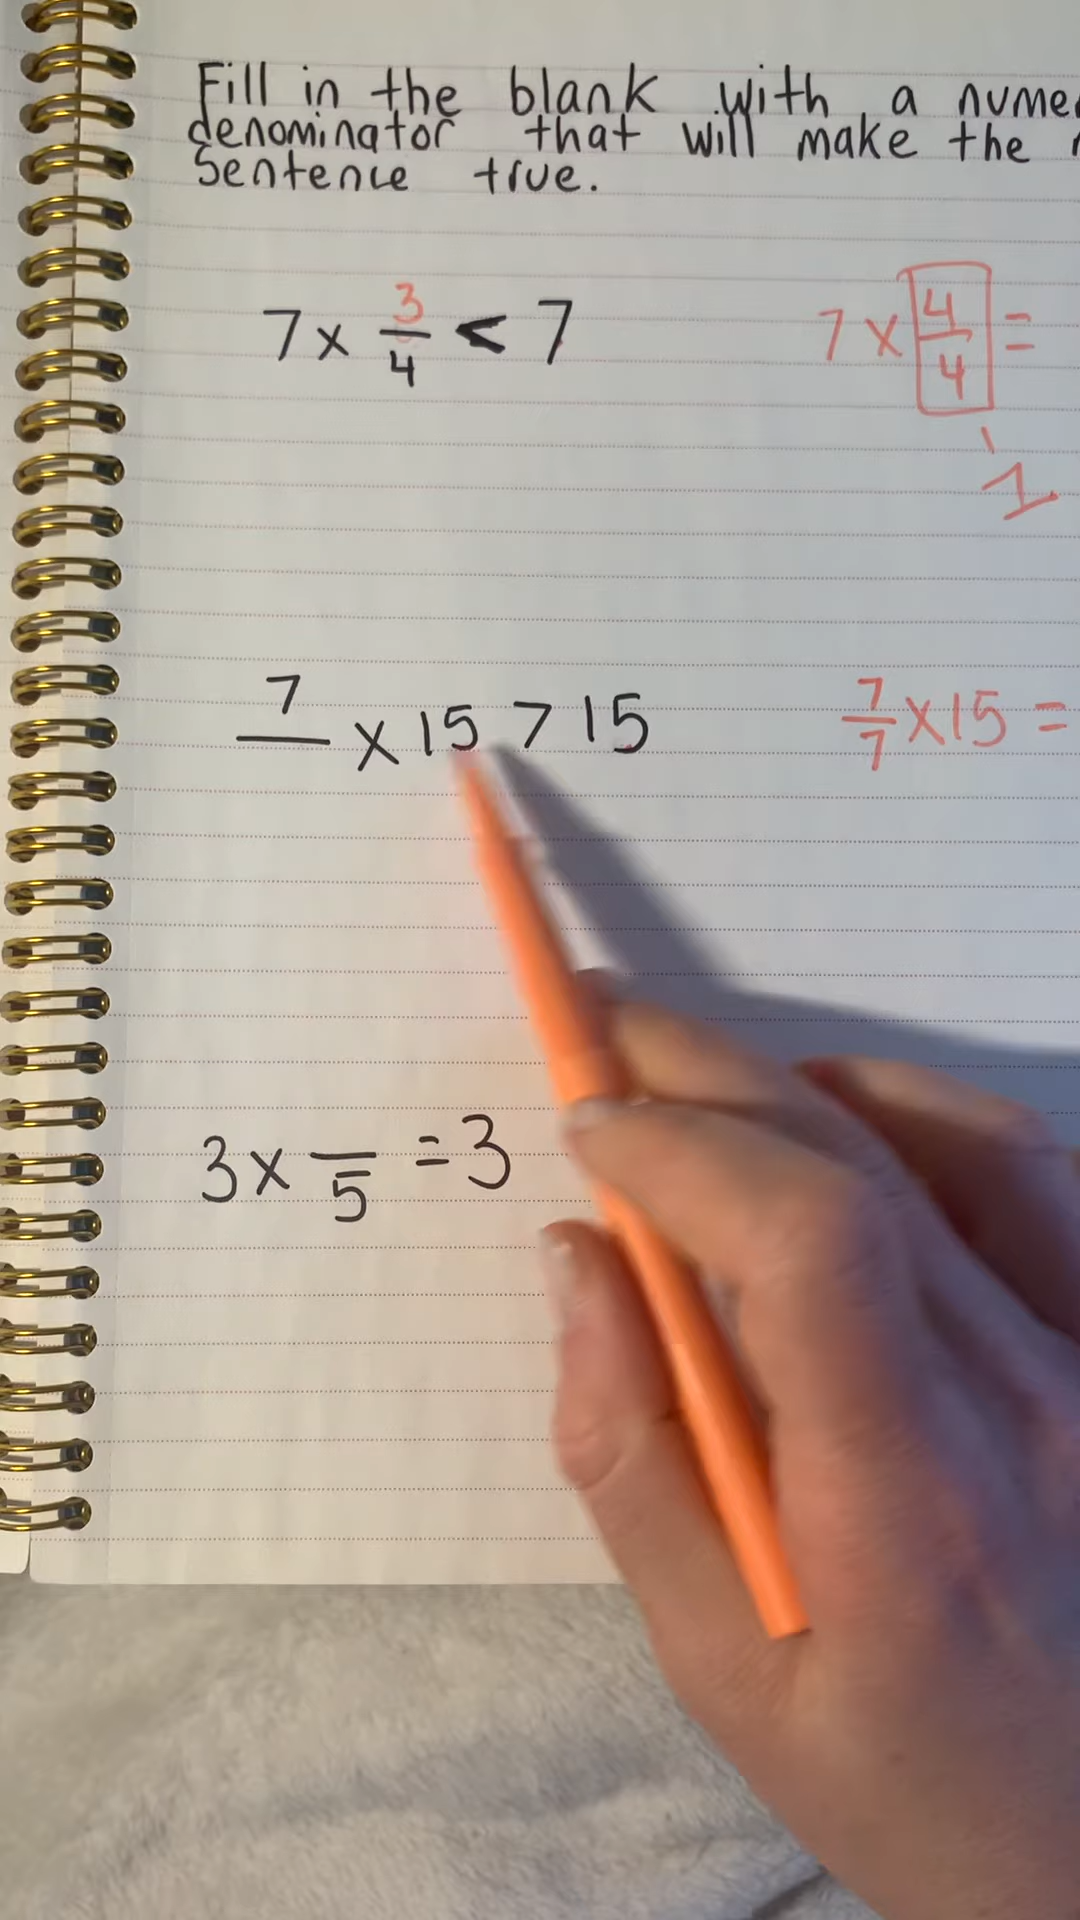 Fill in the blank with a
denominator that will make the
sentence true.
7 x 3/4 < 7
7 x 4/4 =
1
7/ x 15 > 15
7/7 x 15 =
3 x /5 = 3